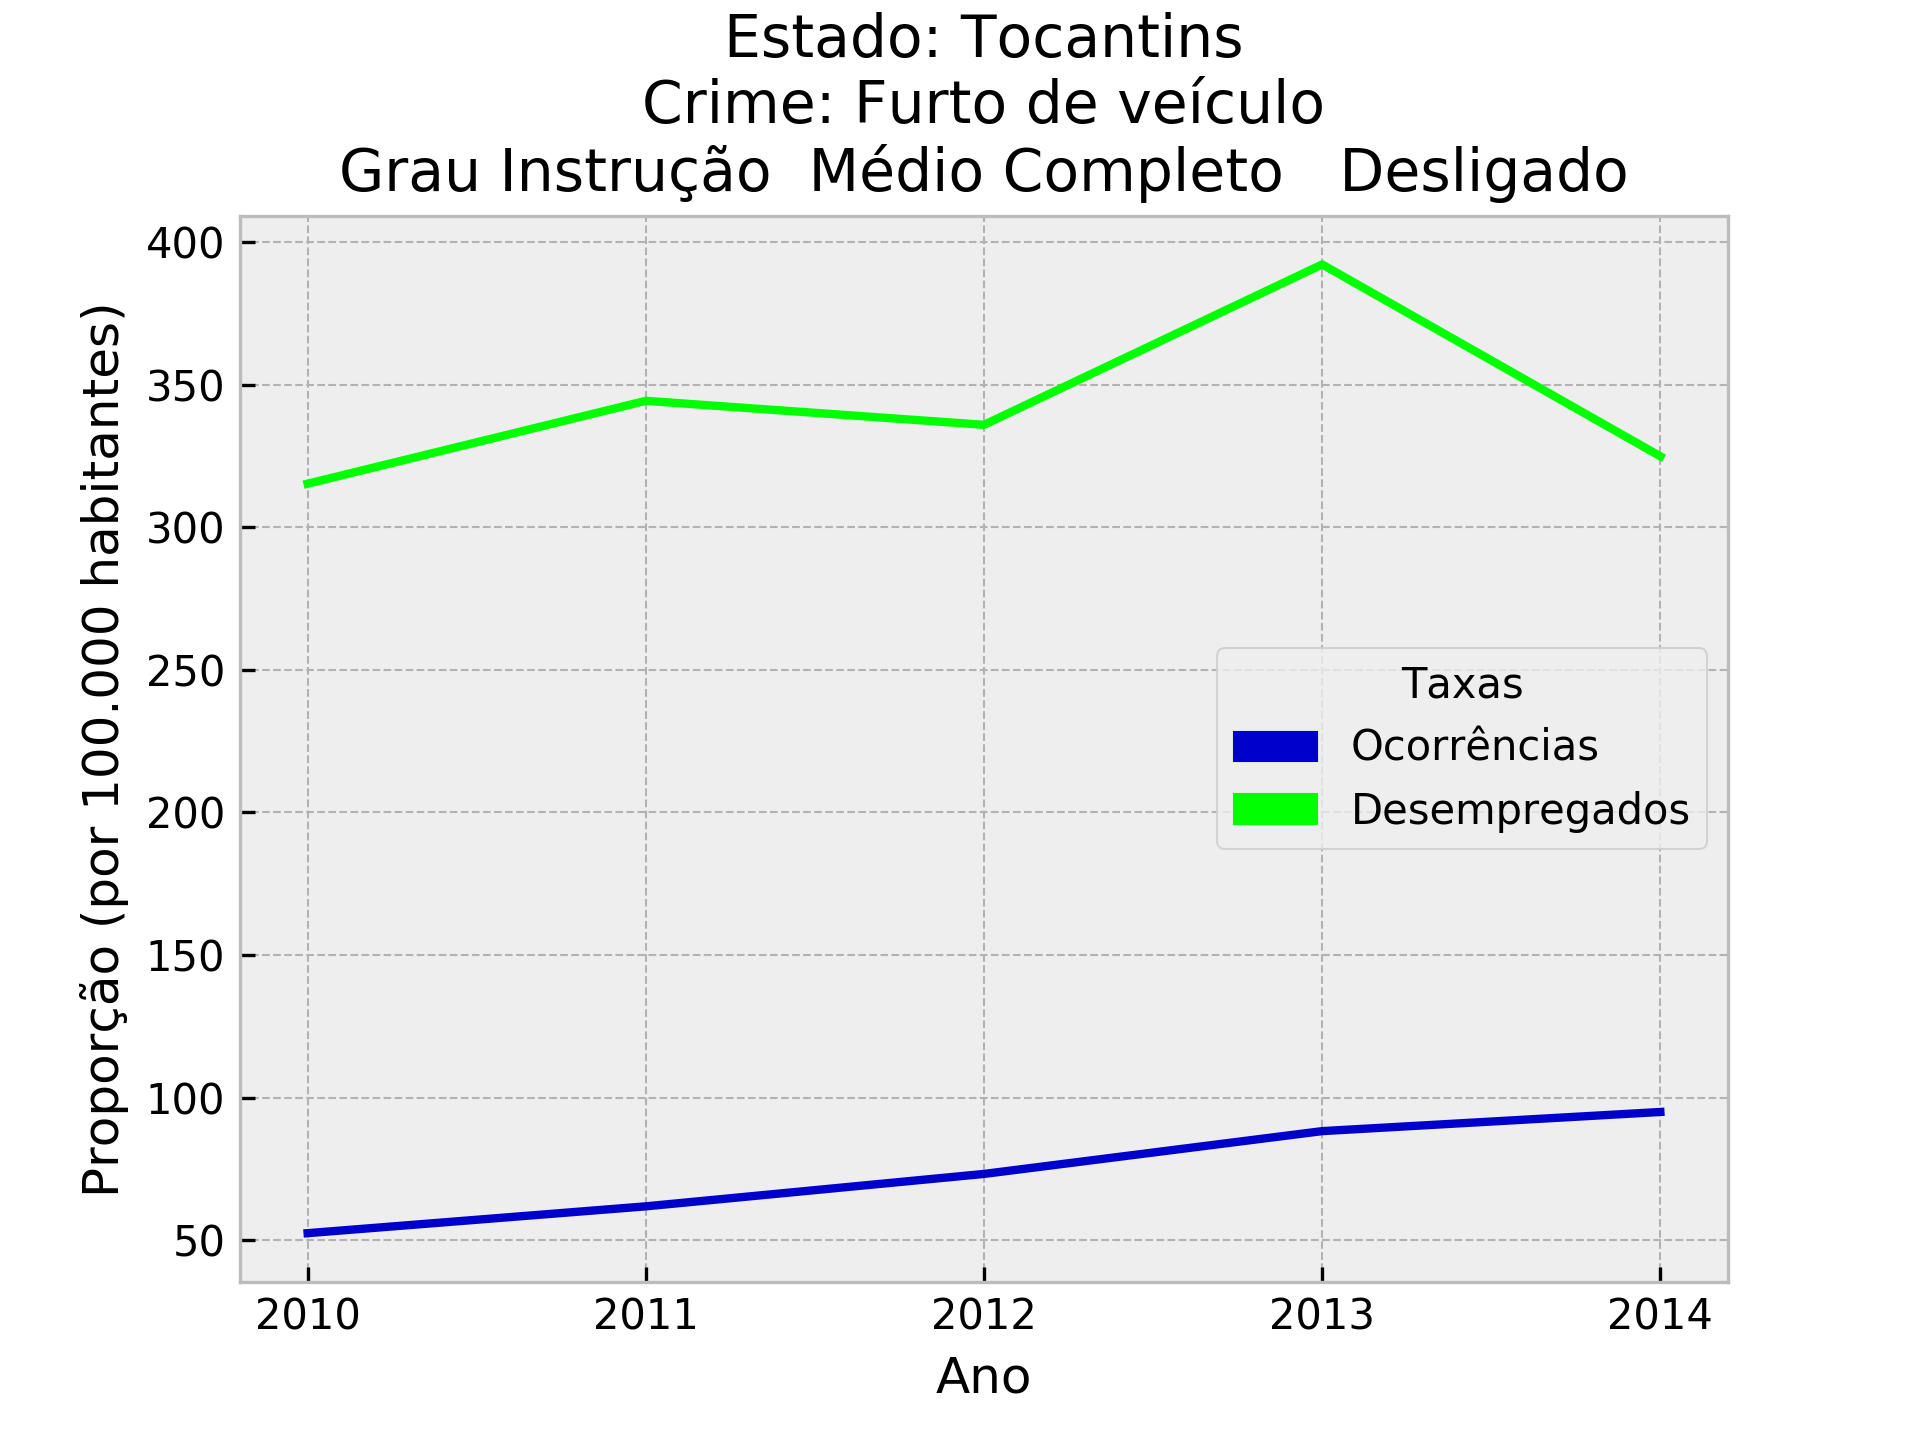 Estado: Tocantins
Crime: Furto de veículo
Grau Instrução  Médio Completo   Desligado
Proporção (por 100.000 habitantes)
400
350
300
250
200
150
100
50
Taxas
Ocorrências
Desempregados
2010 2011 2012 2013 2014
Ano